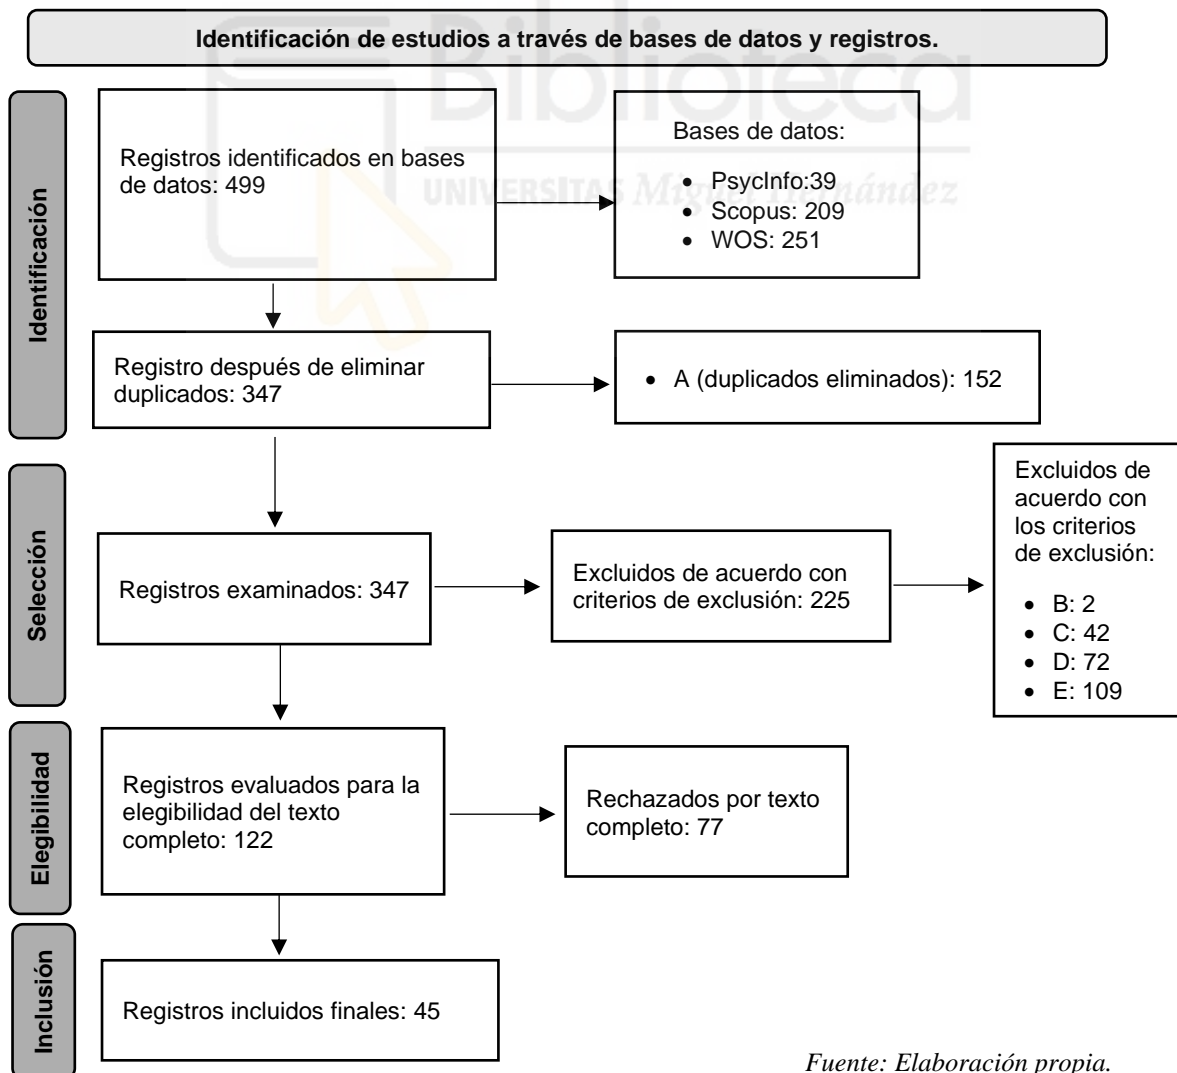 Identificación de estudios a través de bases de datos y registros.
Biblioteca
UNIVERSITAS Miguel Hernández
Identificación
Registros identificados en bases
de datos: 499
Bases de datos:
• PsycInfo:39
• Scopus: 209
• WOS: 251
Registro después de eliminar
duplicados: 347
• A (duplicados eliminados): 152
Selección
Registros examinados: 347
Excluidos de acuerdo con
criterios de exclusión: 225
Excluidos de
acuerdo con
los criterios
de exclusión:
• B: 2
• C: 42
• D: 72
• E: 109
Elegibilidad
Registros evaluados para la
elegibilidad del texto
completo: 122
Rechazados por texto
completo: 77
Inclusión
Registros incluidos finales: 45
Fuente: Elaboración propia.